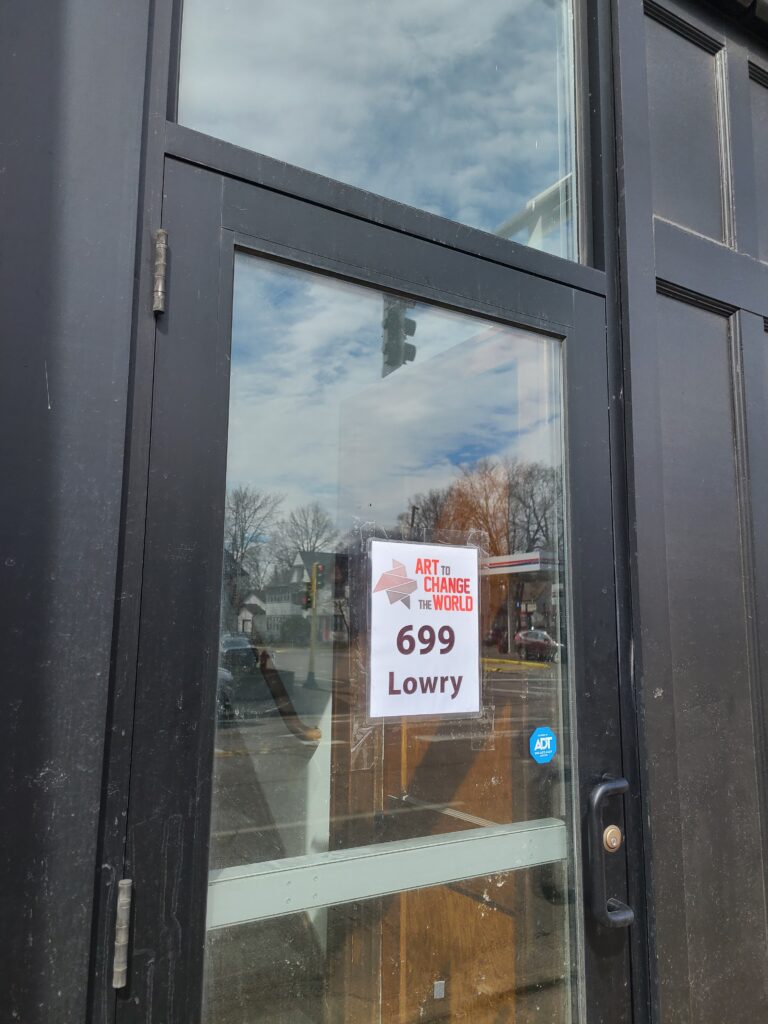 ART TO
CHANGE
THE WORLD
699
Lowry
ADT